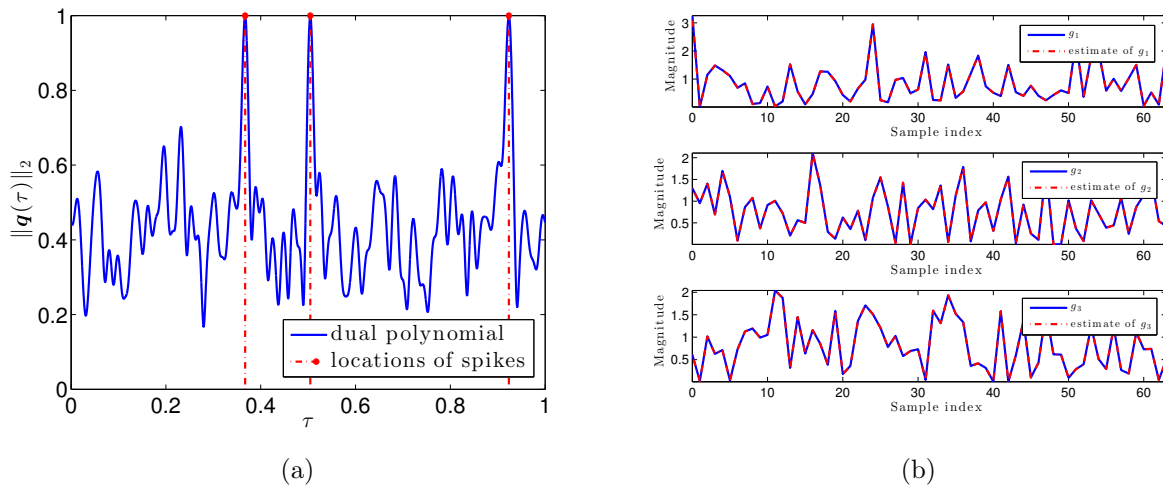 1
0.8
0.6
0.4
0.2
0
‖q(τ)‖₂
0 0.2 0.4 0.6 0.8 1
τ
dual polynomial
locations of spikes
(a)
3
2
1
Magnitude
g₁
estimate of g₁
0 10 20 30 40 50 60
Sample index
2
1.5
1
0.5
Magnitude
g₂
estimate of g₂
0 10 20 30 40 50 60
Sample index
2
1.5
1
0.5
Magnitude
g₃
estimate of g₃
0 10 20 30 40 50 60
Sample index
(b)